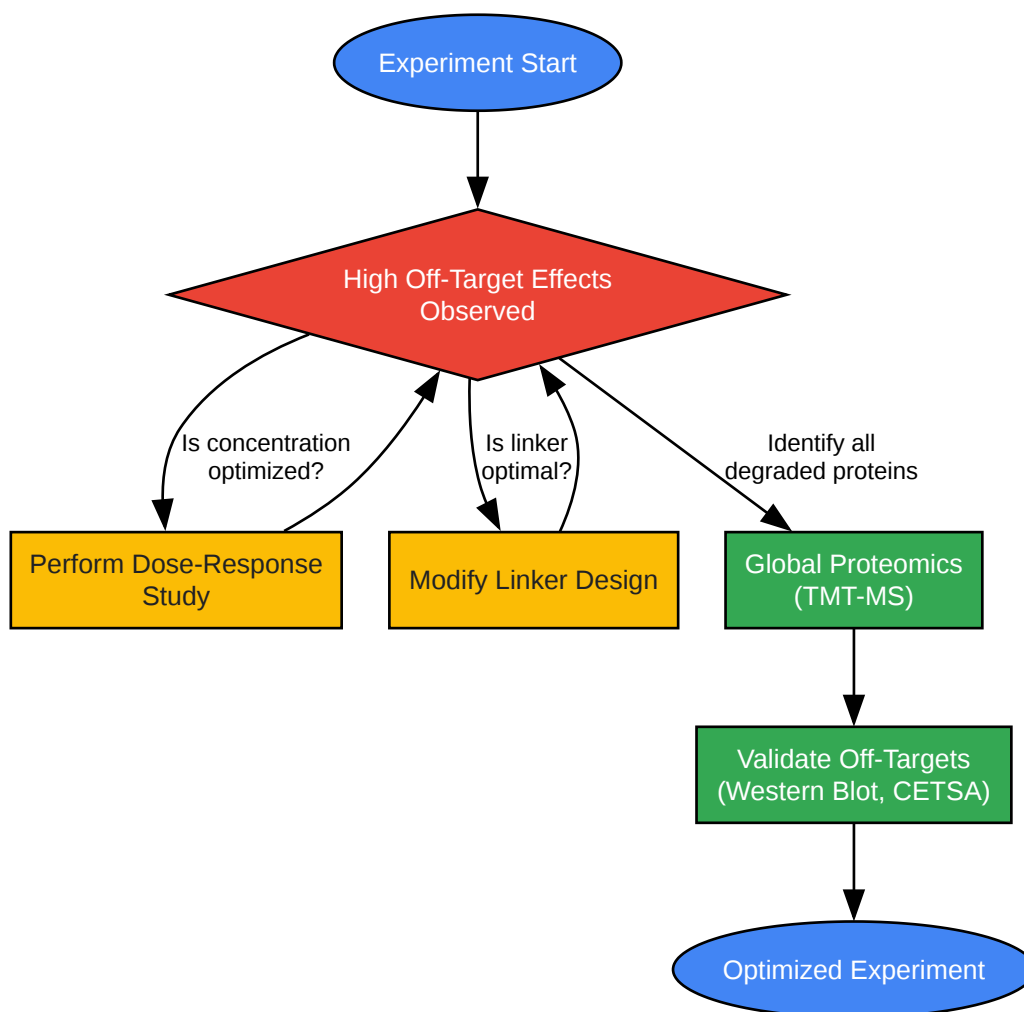 Experiment Start
High Off-Target Effects
Observed
Is concentration
optimized?
Is linker
optimal?
Identify all
degraded proteins
Perform Dose-Response
Study
Modify Linker Design
Global Proteomics
(TMT-MS)
Validate Off-Targets
(Western Blot, CETSA)
Optimized Experiment